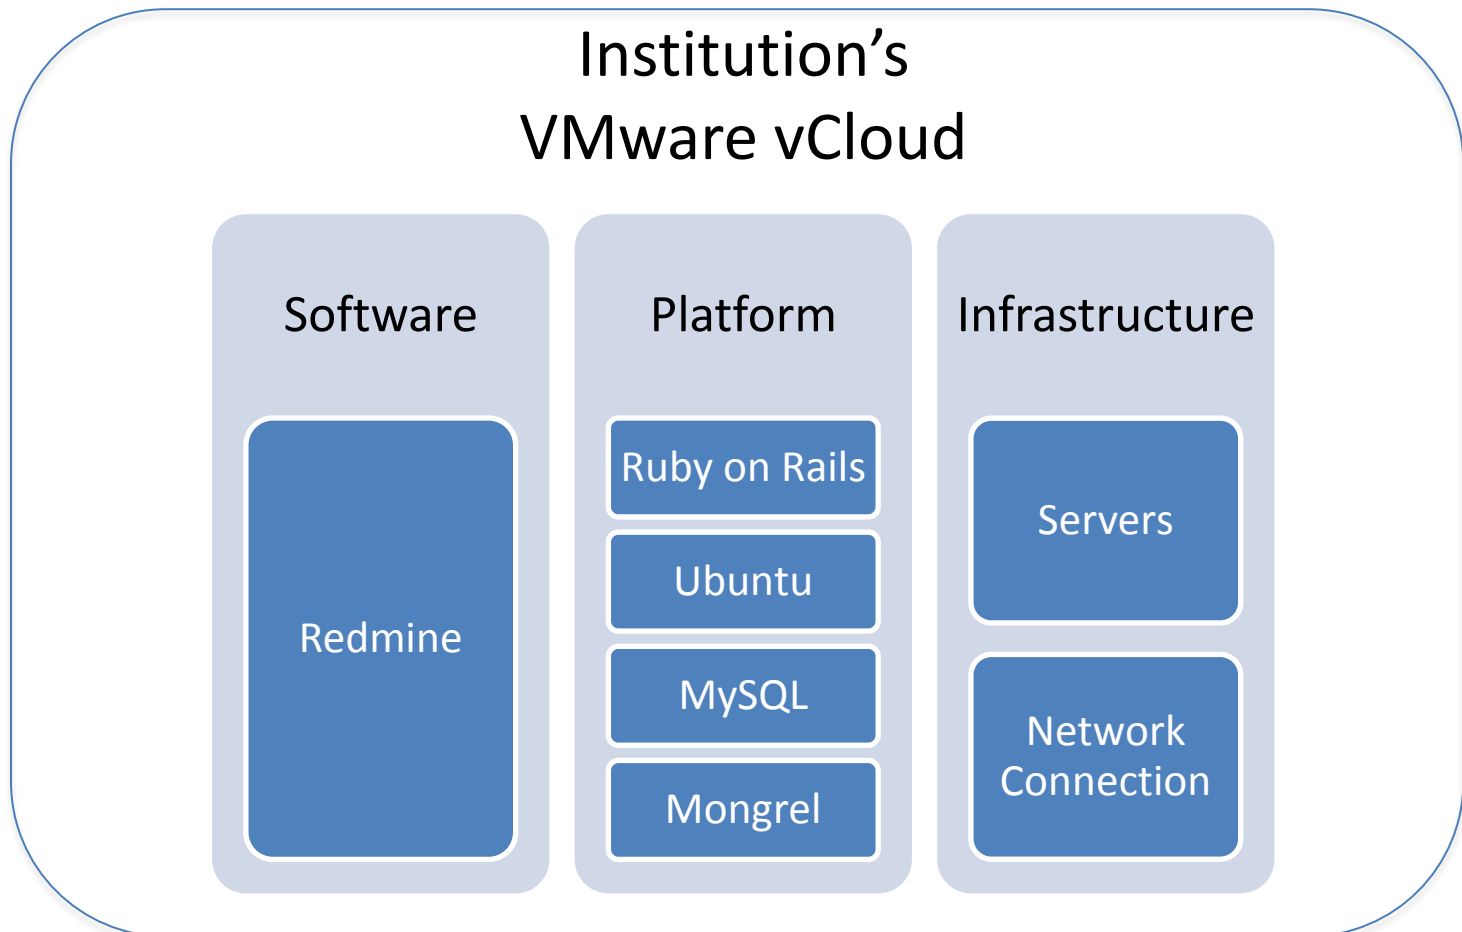 Institution’s
VMware vCloud
Software
Redmine
Platform
Ruby on Rails
Ubuntu
MySQL
Mongrel
Infrastructure
Servers
Network
Connection